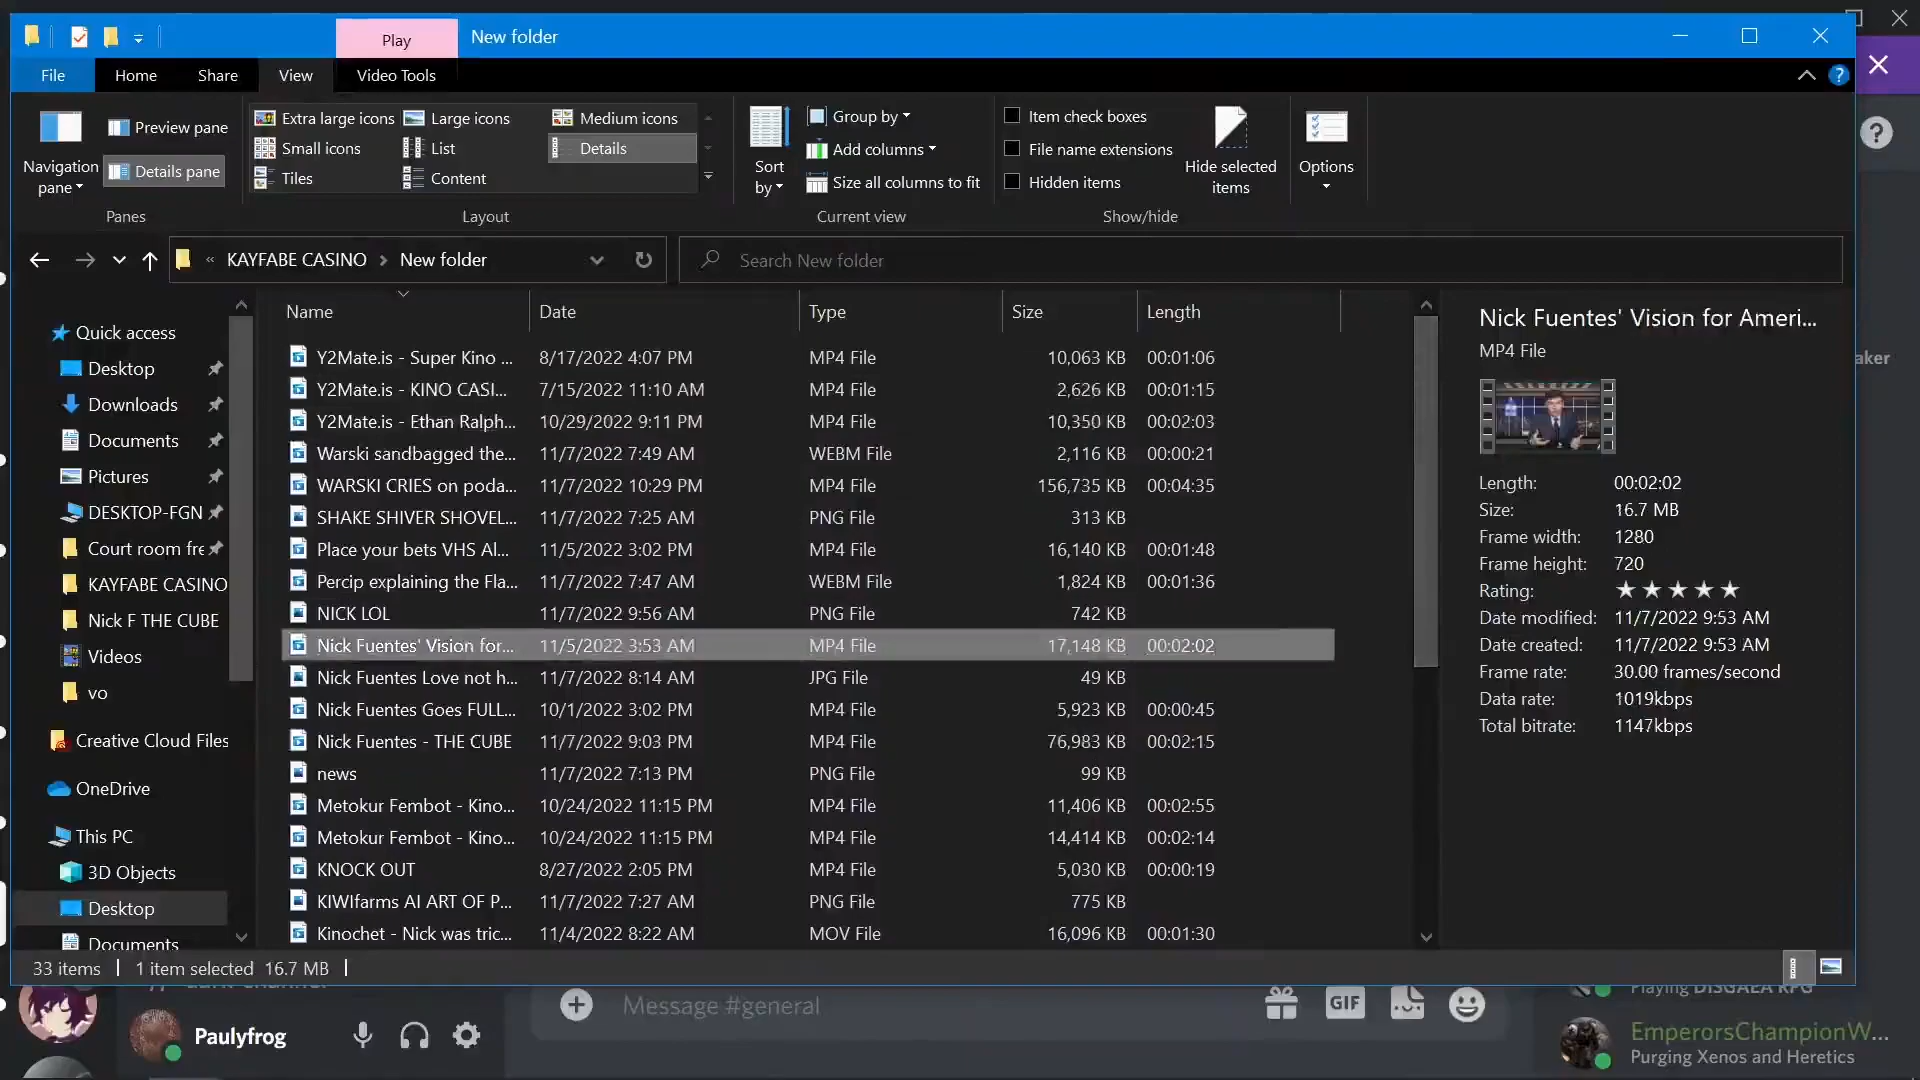 Play
New folder
File
Home
Share
View
Video Tools
Navigation pane
Preview pane
Details pane
Panes
Extra large icons
Large icons
Medium icons
Small icons
List
Details
Tiles
Content
Layout
Sort by
Group by
Add columns
Size all columns to fit
Current view
Item check boxes
File name extensions
Hidden items
Hide selected items
Show/hide
Options
« KAYFABE CASINO > New folder
Search New folder
Quick access
Desktop
Downloads
Documents
Pictures
DESKTOP-FGN
Court room fre
KAYFABE CASINO
Nick F THE CUBE
Videos
vo
Creative Cloud Files
OneDrive
This PC
3D Objects
Desktop
Documents
Name Date Type Size Length
Y2Mate.is - Super Kino ... 8/17/2022 4:07 PM MP4 File 10,063 KB 00:01:06
Y2Mate.is - KINO CASI... 7/15/2022 11:10 AM MP4 File 2,626 KB 00:01:15
Y2Mate.is - Ethan Ralph... 10/29/2022 9:11 PM MP4 File 10,350 KB 00:02:03
Warski sandbagged the... 11/7/2022 7:49 AM WEBM File 2,116 KB 00:00:21
WARSKI CRIES on poda... 11/7/2022 10:29 PM MP4 File 156,735 KB 00:04:35
SHAKE SHIVER SHOVEL... 11/7/2022 7:25 AM PNG File 313 KB
Place your bets VHS Al... 11/5/2022 3:02 PM MP4 File 16,140 KB 00:01:48
Percip explaining the Fla... 11/7/2022 7:47 AM WEBM File 1,824 KB 00:01:36
NICK LOL 11/7/2022 9:56 AM PNG File 742 KB
Nick Fuentes' Vision for... 11/5/2022 3:53 AM MP4 File 17,148 KB 00:02:02
Nick Fuentes Love not h... 11/7/2022 8:14 AM JPG File 49 KB
Nick Fuentes Goes FULL... 10/1/2022 3:02 PM MP4 File 5,923 KB 00:00:45
Nick Fuentes - THE CUBE 11/7/2022 9:03 PM MP4 File 76,983 KB 00:02:15
news 11/7/2022 7:13 PM PNG File 99 KB
Metokur Fembot - Kino... 10/24/2022 11:15 PM MP4 File 11,406 KB 00:02:55
Metokur Fembot - Kino... 10/24/2022 11:15 PM MP4 File 14,414 KB 00:02:14
KNOCK OUT 8/27/2022 2:05 PM MP4 File 5,030 KB 00:00:19
KIWIfarms AI ART OF P... 11/7/2022 7:27 AM PNG File 775 KB
Kinochet - Nick was tric... 11/4/2022 8:22 AM MOV File 16,096 KB 00:01:30
Nick Fuentes' Vision for Ameri...
MP4 File
Length: 00:02:02
Size: 16.7 MB
Frame width: 1280
Frame height: 720
Rating: ★ ★ ★ ★ ★
Date modified: 11/7/2022 9:53 AM
Date created: 11/7/2022 9:53 AM
Frame rate: 30.00 frames/second
Data rate: 1019kbps
Total bitrate: 1147kbps
aker
33 items 1 item selected 16.7 MB
Paulyfrog
Message #general
GIF
Playing DISGAEA RPG
EmperorsChampionW...
Purging Xenos and Heretics